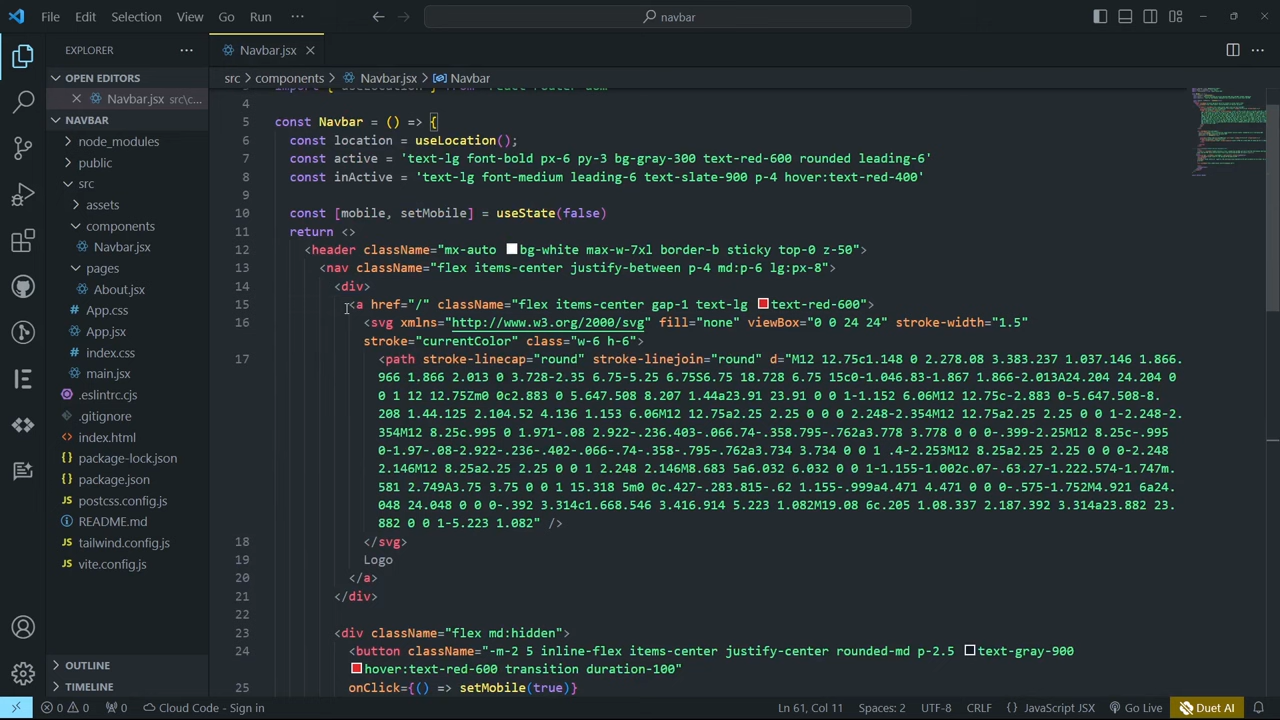 File Edit Selection View Go Run ··· navbar
EXPLORER ···
OPEN EDITORS
Navbar.jsx src\c...
NAVBAR
node_modules
public
src
assets
components
Navbar.jsx
pages
About.jsx
App.css
App.jsx
index.css
main.jsx
.eslintrc.cjs
.gitignore
index.html
package-lock.json
package.json
postcss.config.js
README.md
tailwind.config.js
vite.config.js
OUTLINE
TIMELINE
Navbar.jsx
src > components > Navbar.jsx > Navbar
4
5 const Navbar = () => {
6 const location = useLocation();
7 const active = 'text-lg font-bold px-6 py-3 bg-gray-300 text-red-600 rounded leading-6'
8 const inActive = 'text-lg font-medium leading-6 text-slate-900 p-4 hover:text-red-400'
9
10 const [mobile, setMobile] = useState(false)
11 return <>
12 <header className="mx-auto bg-white max-w-7xl border-b sticky top-0 z-50">
13 <nav className="flex items-center justify-between p-4 md:p-6 lg:px-8">
14 <div>
15 <a href="/" className="flex items-center gap-1 text-lg text-red-600">
16 <svg xmlns="http://www.w3.org/2000/svg" fill="none" viewBox="0 0 24 24" stroke-width="1.5"
stroke="currentColor" class="w-6 h-6">
17 <path stroke-linecap="round" stroke-linejoin="round" d="M12 12.75c1.148 0 2.278.08 3.383.237 1.037.146 1.866.
966 1.866 2.013 0 3.728-2.35 6.75-5.25 6.75S6.75 18.728 6.75 15c0-1.046.83-1.867 1.866-2.013A24.204 24.204 0
0 1 12 12.75Zm0 0c2.883 0 5.647.508 8.207 1.44a23.91 23.91 0 0 1-1.152 6.06M12 12.75c-2.883 0-5.647.508-8.
208 1.44.125 2.104.52 4.136 1.153 6.06M12 12.75a2.25 2.25 0 0 0 2.248-2.354M12 12.75a2.25 2.25 0 0 1-2.248-2.
354M12 8.25c.995 0 1.971-.08 2.922-.236.403-.066.74-.358.795-.762a3.778 3.778 0 0 0-.399-2.25M12 8.25c-.995
0-1.97-.08-2.922-.236-.402-.066-.74-.358-.795-.762a3.734 3.734 0 0 1 .4-2.253M12 8.25a2.25 2.25 0 0 0-2.248
2.146M12 8.25a2.25 2.25 0 0 1 2.248 2.146M8.683 5a6.032 6.032 0 0 1-1.155-1.002c.07-.63.27-1.222.574-1.747m.
581 2.749A3.75 3.75 0 0 1 15.318 5m0 0c.427-.283.815-.62 1.155-.999a4.471 4.471 0 0 0-.575-1.752M4.921 6a24.
048 24.048 0 0 0-.392 3.314c1.668.546 3.416.914 5.223 1.082M19.08 6c.205 1.08.337 2.187.392 3.314a23.882 23.
882 0 0 1-5.223 1.082" />
18 </svg>
19 Logo
20 </a>
21 </div>
22
23 <div className="flex md:hidden">
24 <button className="-m-2 5 inline-flex items-center justify-center rounded-md p-2.5 text-gray-900
hover:text-red-600 transition duration-100"
25 onClick={() => setMobile(true)}
0 0 0 Cloud Code - Sign in Ln 61, Col 11 Spaces: 2 UTF-8 CRLF { } JavaScript JSX Go Live Duet AI